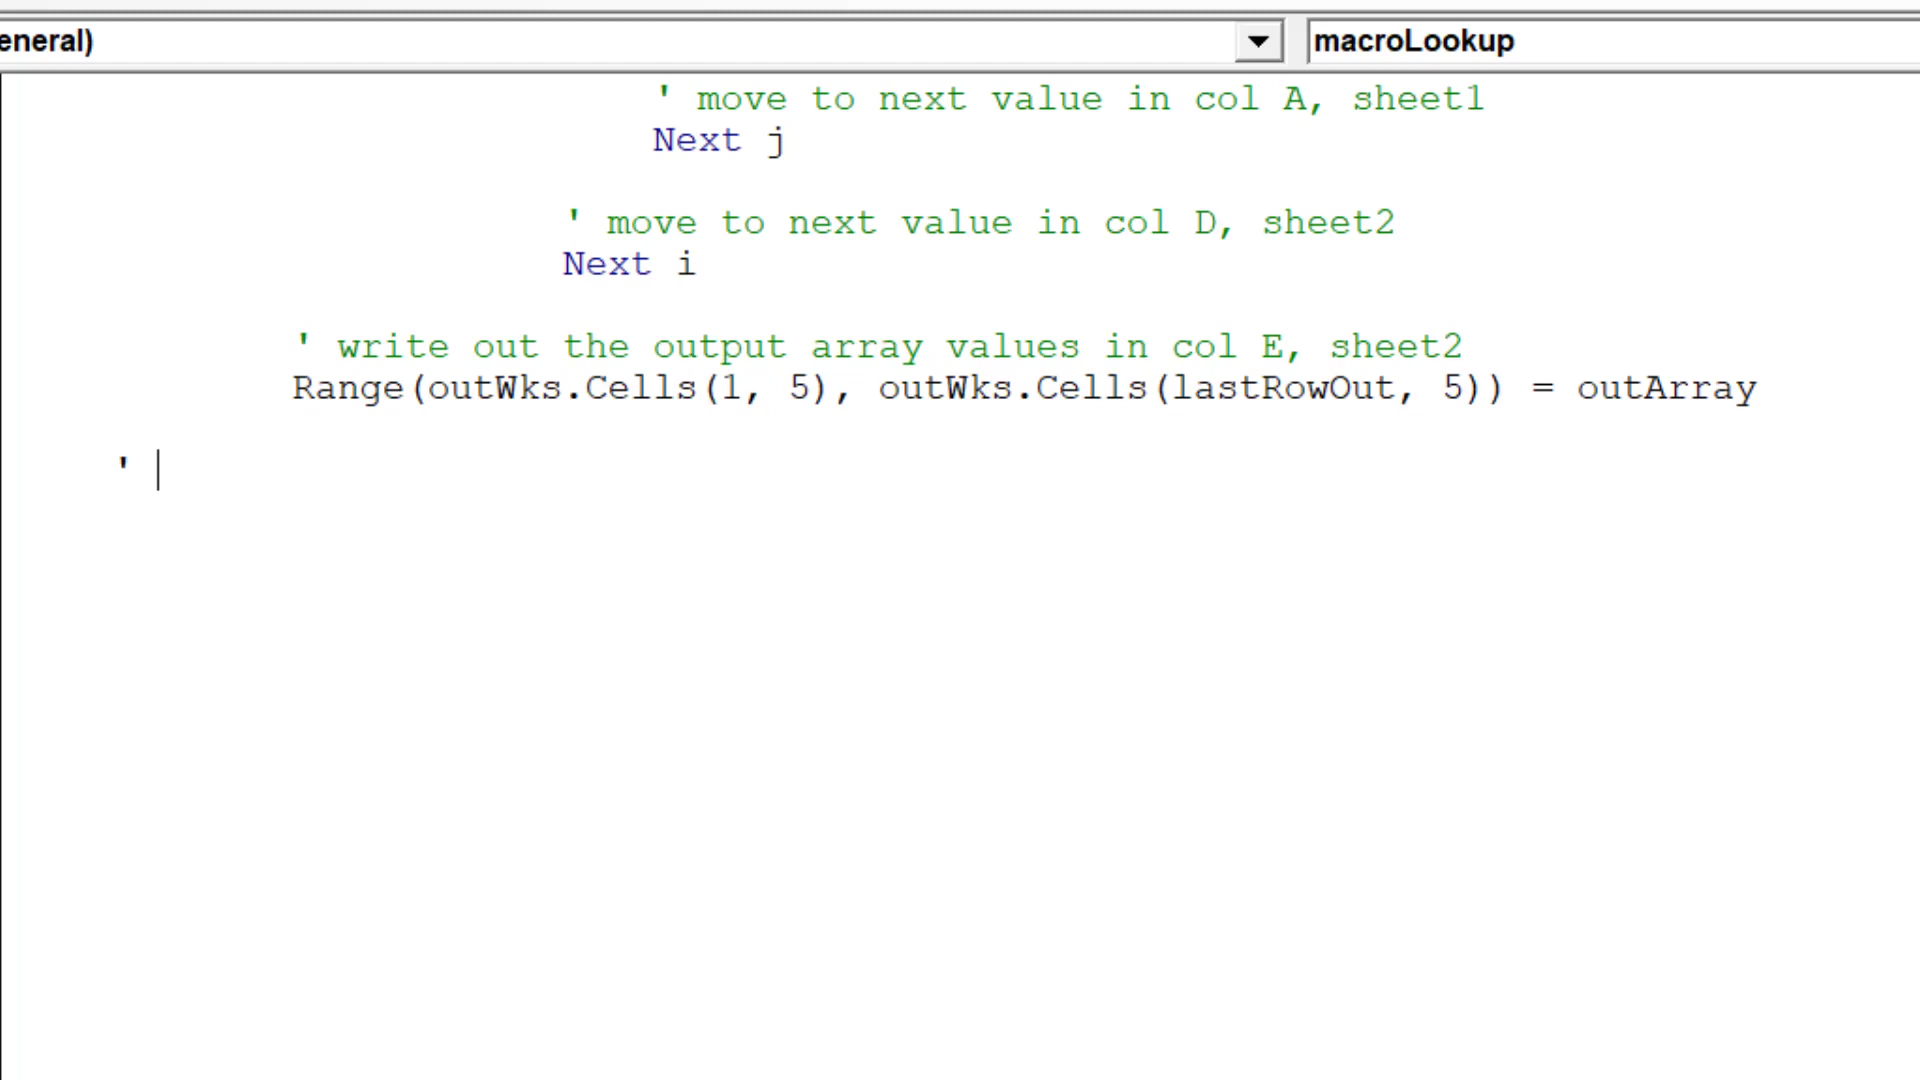 eneral)
macroLookup
' move to next value in col A, sheet1
Next j
' move to next value in col D, sheet2
Next i
' write out the output array values in col E, sheet2
Range(outWks.Cells(1, 5), outWks.Cells(lastRowOut, 5)) = outArray
'